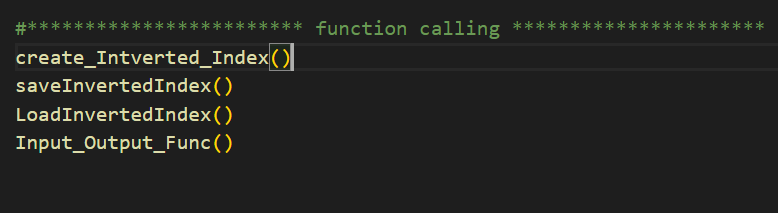 #************************ function calling **********************
create_Intverted_Index()
saveInvertedIndex()
LoadInvertedIndex()
Input_Output_Func()